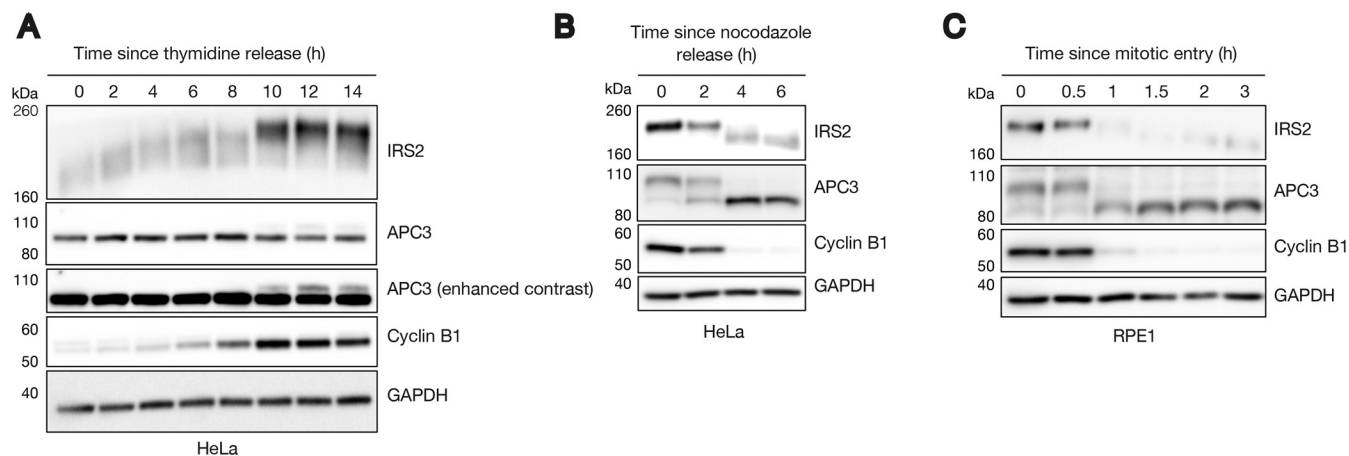 A
Time since thymidine release (h)
kDa
0 2 4 6 8 10 12 14
260
IRS2
160
110
APC3
80
110
APC3 (enhanced contrast)
60
Cyclin B1
50
40
GAPDH
HeLa
B
Time since nocodazole
release (h)
kDa
0 2 4 6
260
IRS2
160
110
APC3
80
60
Cyclin B1
50
40
GAPDH
HeLa
C
Time since mitotic entry (h)
kDa
0 0.5 1 1.5 2 3
IRS2
160
110
APC3
80
60
Cyclin B1
50
40
GAPDH
RPE1